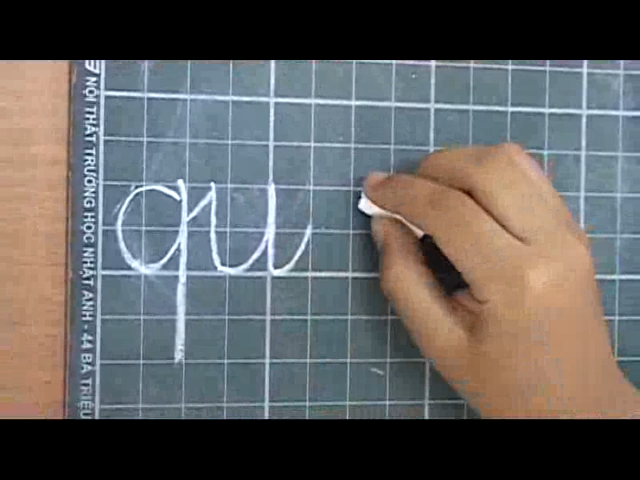 qu
NỘI THẤT TRƯỜNG HỌC NHẬT ANH - 44 BÀ TRIỆU